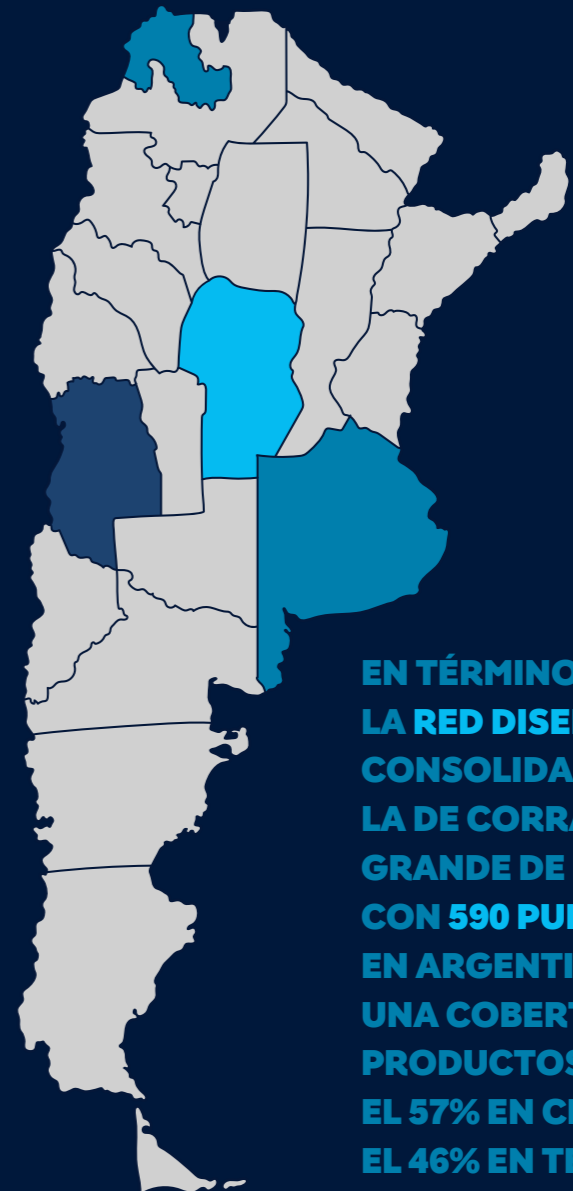 EN TÉRMINO
LA RED DISE
CONSOLIDA
LA DE CORRA
GRANDE DE
CON 590 PU
EN ARGENTI
UNA COBERT
PRODUCTOS
EL 57% EN C
EL 46% EN T